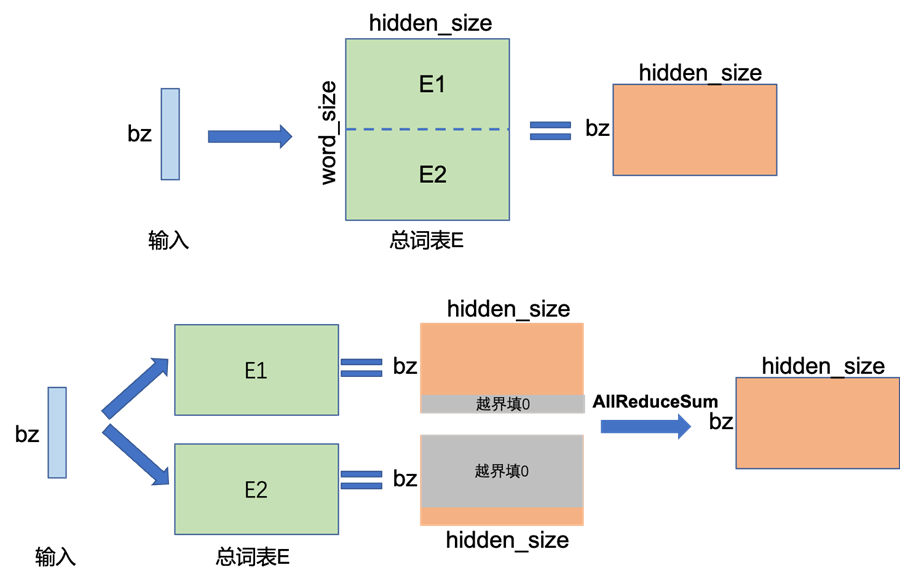 hidden_size
bz
word_size
E1
E2
hidden_size
bz
输入
总词表E
bz
E1
E2
hidden_size
bz
越界填0
AllReduceSum
hidden_size
bz
bz
越界填0
hidden_size
输入
总词表E